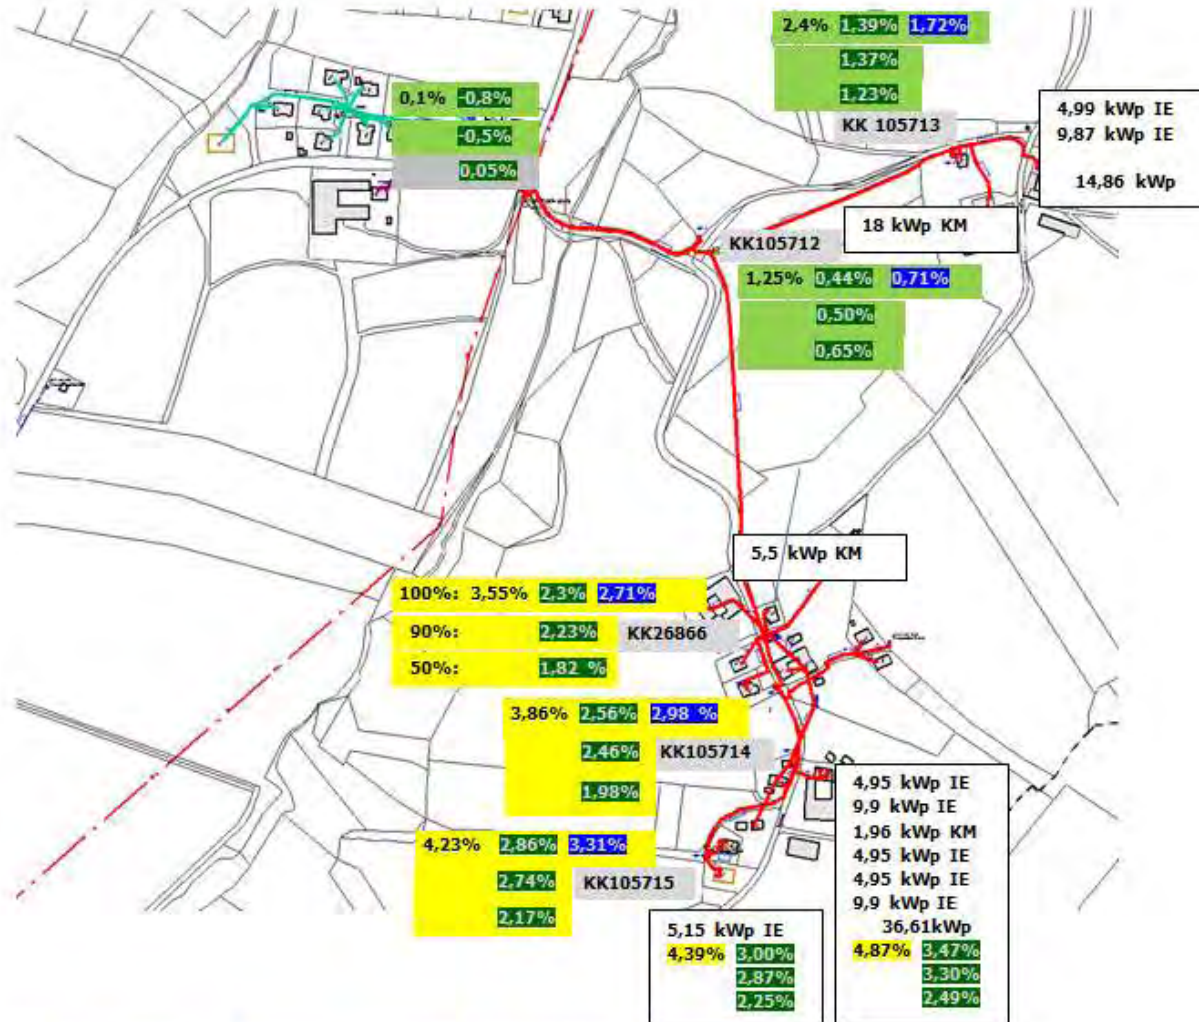 2,4% 1,39% 1,72%
1,37%
1,23%
KK 105713
0,1% -0,8%
-0,5%
0,05%
4,99 kWp IE
9,87 kWp IE
14,86 kWp
18 kWp KM
KK105712
1,25% 0,44% 0,71%
0,50%
0,65%
5,5 kWp KM
100%: 3,55% 2,3% 2,71%
90%: 2,23% KK26866
50%: 1,82 %
3,86% 2,56% 2,98 %
2,46% KK105714
1,98%
4,23% 2,86% 3,31%
2,74% KK105715
2,17%
4,95 kWp IE
9,9 kWp IE
1,96 kWp KM
4,95 kWp IE
4,95 kWp IE
9,9 kWp IE
36,61kWp
4,87% 3,47%
3,30%
2,49%
5,15 kWp IE
4,39% 3,00%
2,87%
2,25%